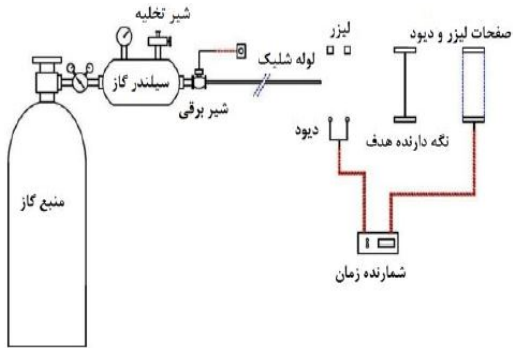 شیر تخلیه
لیزر
صفحات لیزر و دیود
لوله شلیک
سیلندر گاز
شیر برقی
دیود
نگه دارنده هدف
منبع گاز
شمارنده زمان